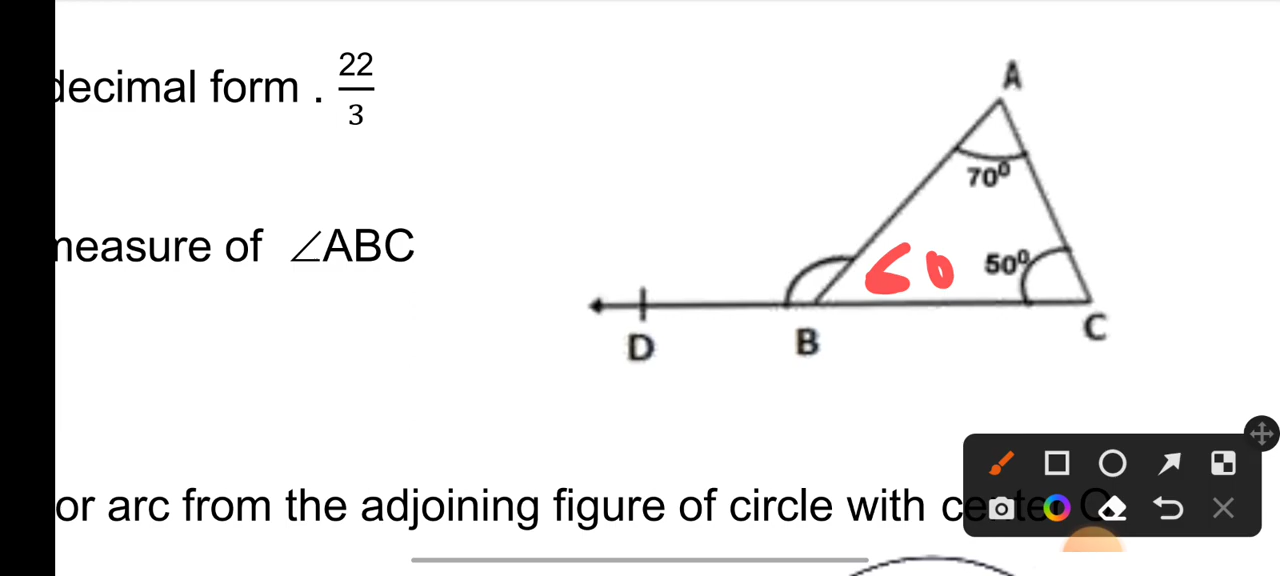 decimal form . 22/3
A
70⁰
measure of ∠ABC
60 50⁰
D B C
or arc from the adjoining figure of circle with